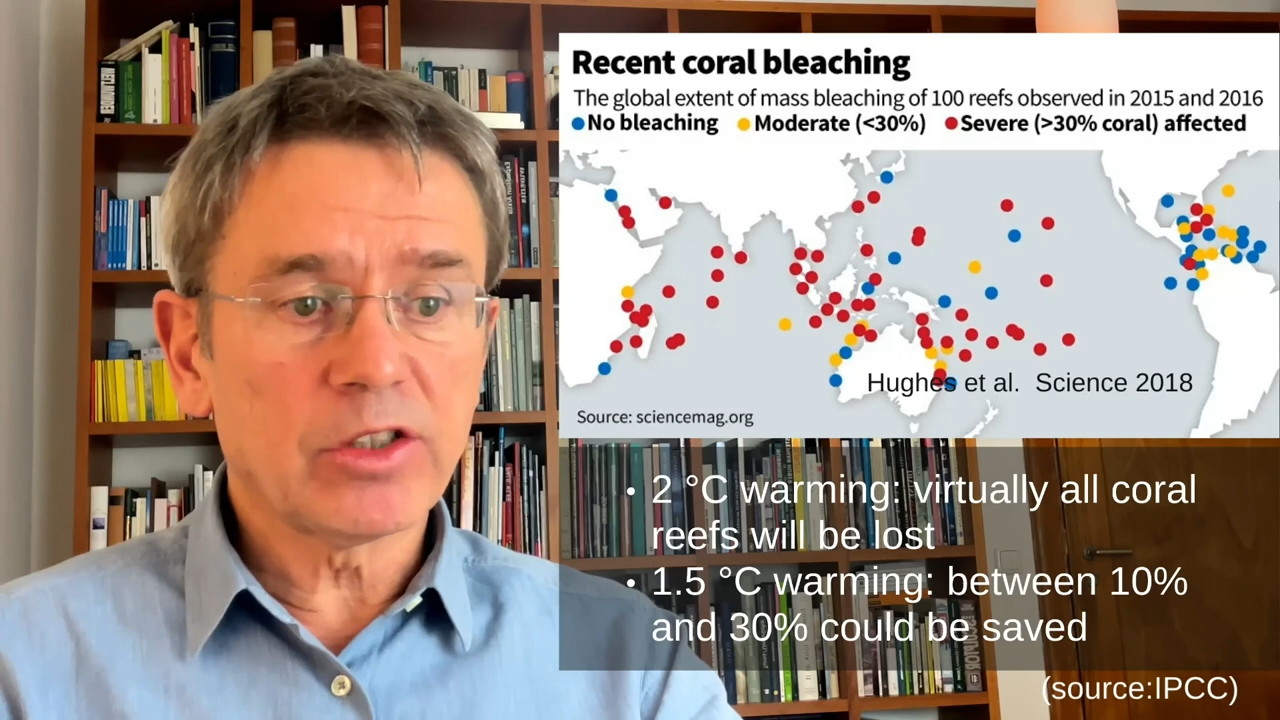 Recent coral bleaching
The global extent of mass bleaching of 100 reefs observed in 2015 and 2016
No bleaching Moderate (<30%) Severe (>30% coral) affected
Hughes et al. Science 2018
Source: sciencemag.org
• 2 °C warming: virtually all coral
reefs will be lost
• 1.5 °C warming: between 10%
and 30% could be saved
(source:IPCC)